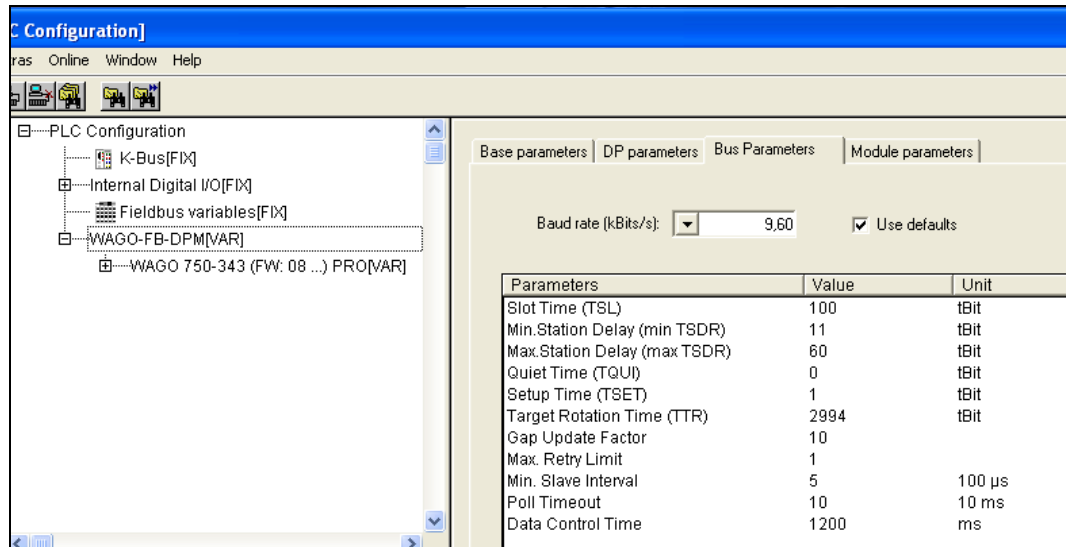 C Configuration]
ras Online Window Help
PLC Configuration
K-Bus[FIX]
Internal Digital I/O[FIX]
Fieldbus variables[FIX]
WAGO-FB-DPM[VAR]
WAGO 750-343 (FW: 08 ...) PRO[VAR]
Base parameters DP parameters Bus Parameters Module parameters
Baud rate (kBits/s): 9,60 Use defaults
Parameters Value Unit
Slot Time (TSL) 100 tBit
Min.Station Delay (min TSDR) 11 tBit
Max.Station Delay (max TSDR) 60 tBit
Quiet Time (TQUI) 0 tBit
Setup Time (TSET) 1 tBit
Target Rotation Time (TTR) 2994 tBit
Gap Update Factor 10
Max. Retry Limit 1
Min. Slave Interval 5 100 µs
Poll Timeout 10 10 ms
Data Control Time 1200 ms